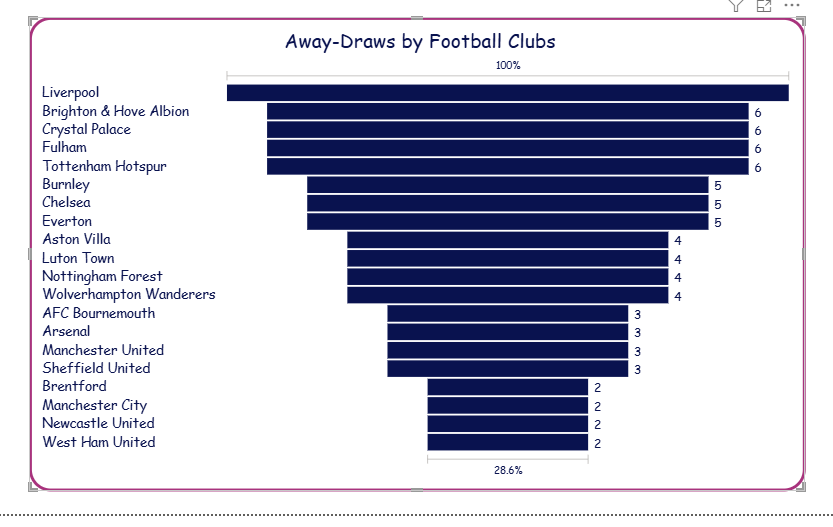 Away-Draws by Football Clubs
100%
Liverpool
Brighton & Hove Albion 6
Crystal Palace 6
Fulham 6
Tottenham Hotspur 6
Burnley 5
Chelsea 5
Everton 5
Aston Villa 4
Luton Town 4
Nottingham Forest 4
Wolverhampton Wanderers 4
AFC Bournemouth 3
Arsenal 3
Manchester United 3
Sheffield United 3
Brentford 2
Manchester City 2
Newcastle United 2
West Ham United 2
28.6%